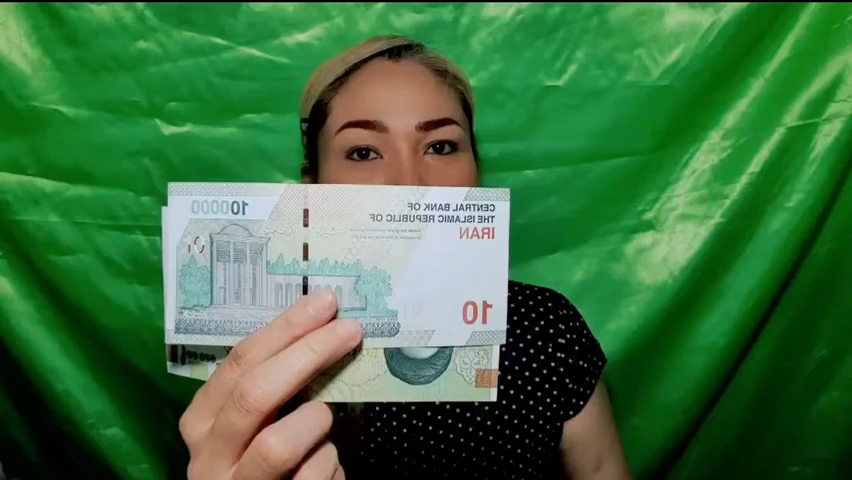 100000
CENTRAL BANK OF
THE ISLAMIC REPUBLIC OF
IRAN
10